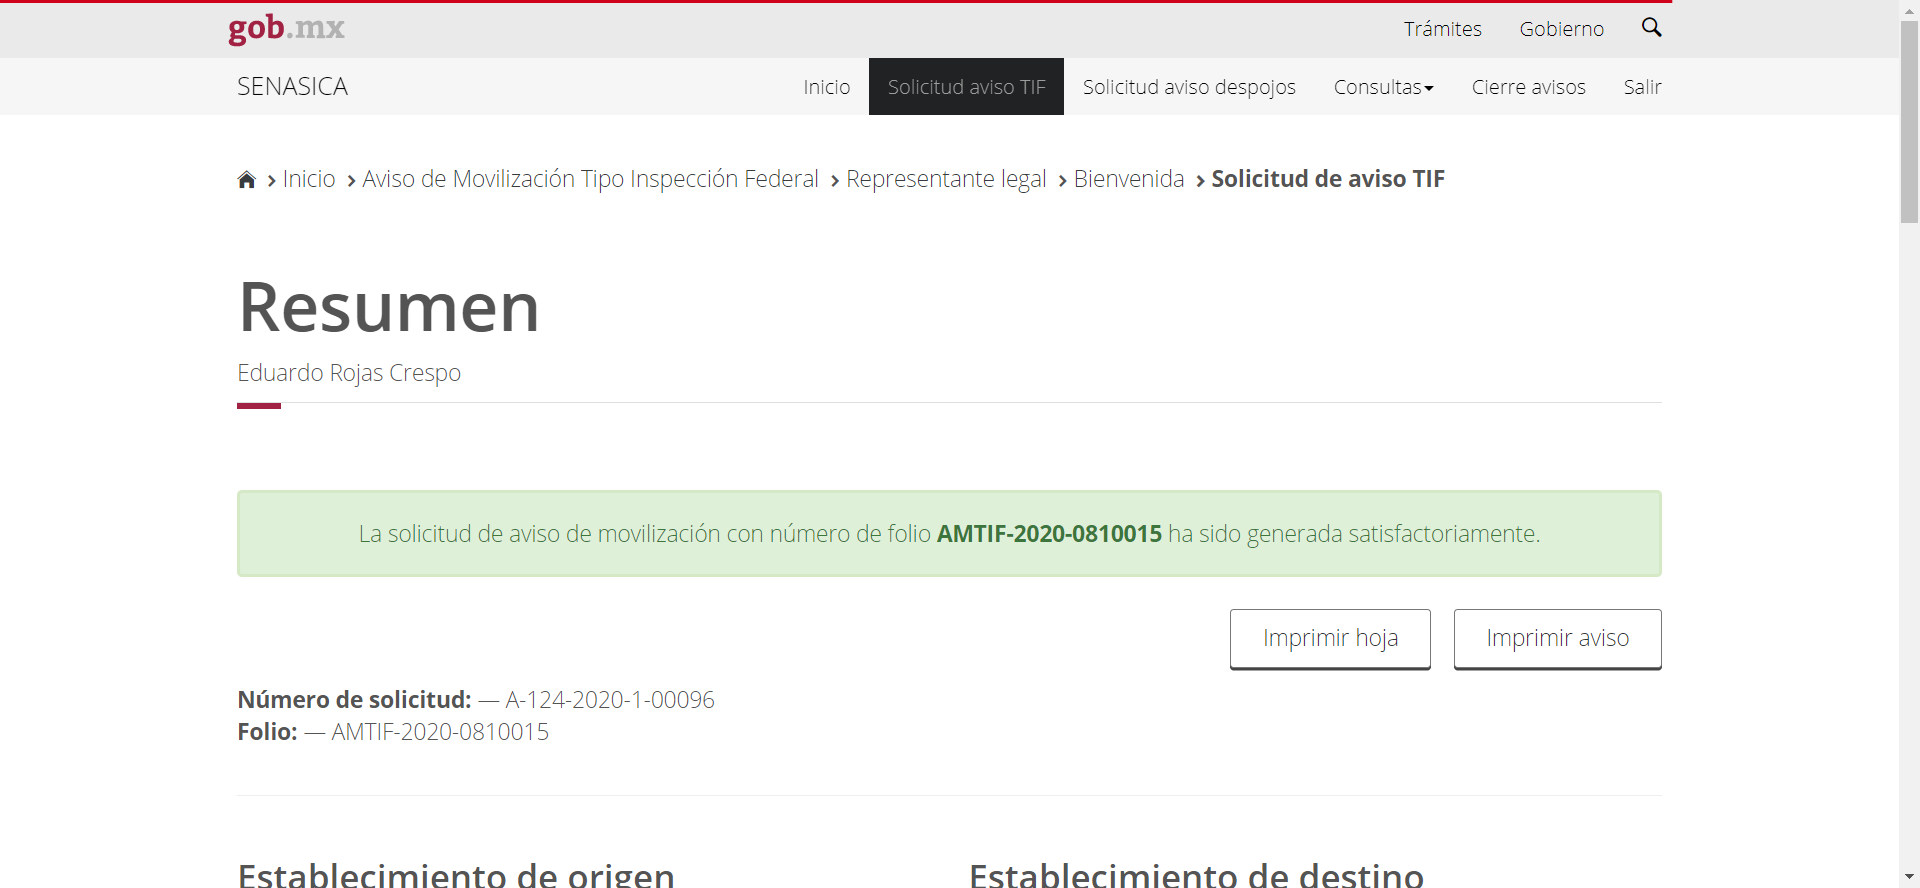 gob.mx
Trámites Gobierno
SENASICA
Inicio Solicitud aviso TIF Solicitud aviso despojos Consultas Cierre avisos Salir
Inicio Aviso de Movilización Tipo Inspección Federal Representante legal Bienvenida Solicitud de aviso TIF
Resumen
Eduardo Rojas Crespo
La solicitud de aviso de movilización con número de folio AMTIF-2020-0810015 ha sido generada satisfactoriamente.
Imprimir hoja Imprimir aviso
Número de solicitud: — A-124-2020-1-00096
Folio: — AMTIF-2020-0810015
Establecimiento de origen Establecimiento de destino